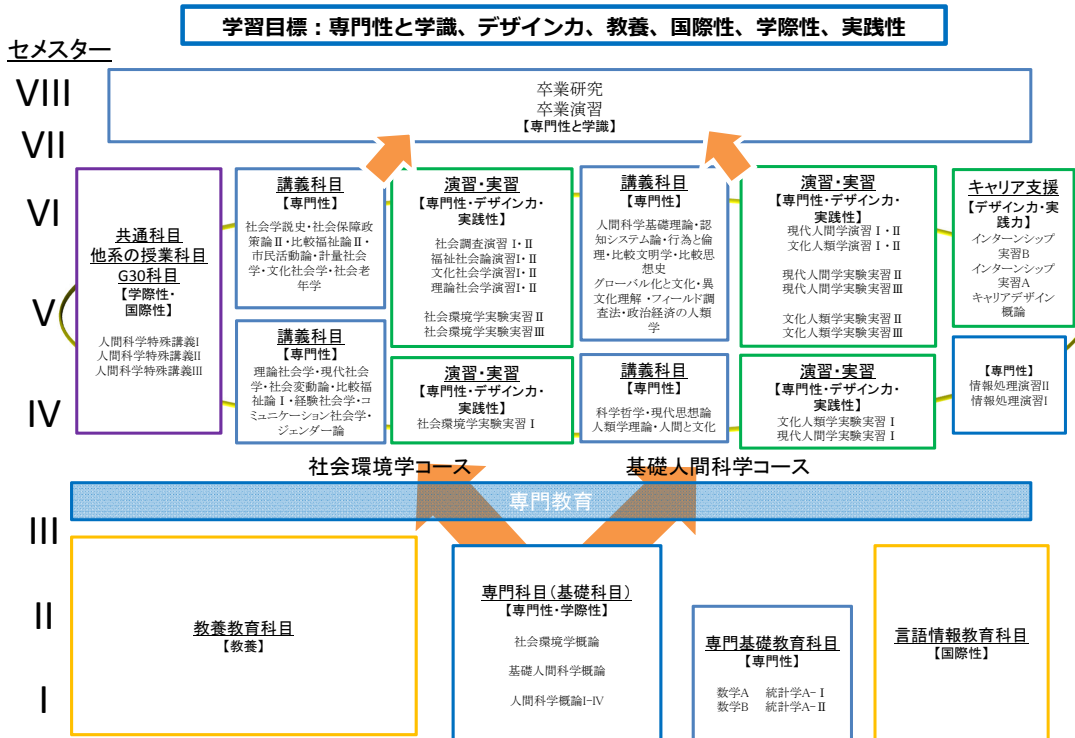 学習目標：専門性と学識、デザイン力、教養、国際性、学際性、実践性
セメスター
VIII
VII
VI
V
IV
III
II
I
卒業研究
卒業演習
【専門性と学識】
共通科目
他系の授業科目
G30科目
【学際性・
国際性】
人間科学特殊講義I
人間科学特殊講義II
人間科学特殊講義III
講義科目
【専門性】
社会学説史・社会保障政
策論Ⅱ・比較福祉論Ⅱ・
市民活動論・計量社会
学・文化社会学・社会老
年学
演習・実習
【専門性・デザイン力・
実践性】
社会調査演習Ⅰ・Ⅱ
福祉社会論演習Ⅰ・Ⅱ
文化社会学演習Ⅰ・Ⅱ
理論社会学演習Ⅰ・Ⅱ
社会環境学実験実習Ⅱ
社会環境学実験実習Ⅲ
講義科目
【専門性】
人間科学基礎理論・認
知システム論・行為と倫
理・比較文明学・比較思
想史
グローバル化と文化・異
文化理解・フィールド調
査法・政治経済の人類
学
演習・実習
【専門性・デザイン力・
実践性】
現代人間学演習Ⅰ・Ⅱ
文化人類学演習Ⅰ・Ⅱ
現代人間学実験実習Ⅱ
現代人間学実験実習Ⅲ
文化人類学実験実習Ⅱ
文化人類学実験実習Ⅲ
キャリア支援
【デザイン力・実
践力】
インターンシップ
実習B
インターンシップ
実習A
キャリアデザイン
概論
講義科目
【専門性】
理論社会学・現代社会
学・社会変動論・比較福
祉論Ⅰ・経験社会学・コ
ミュニケーション社会学・
ジェンダー論
演習・実習
【専門性・デザイン力・
実践性】
社会環境学実験実習Ⅰ
講義科目
【専門性】
科学哲学・現代思想論
人類学理論・人間と文化
演習・実習
【専門性・デザイン力・
実践性】
文化人類学実験実習Ⅰ
現代人間学実験実習Ⅰ
【専門性】
情報処理演習II
情報処理演習I
社会環境学コース
基礎人間科学コース
専門教育
教養教育科目
【教養】
専門科目（基礎科目）
【専門性・学際性】
社会環境学概論
基礎人間科学概論
人間科学概論I-IV
専門基礎教育科目
【専門性】
数学A 統計学A-Ⅰ
数学B 統計学A-Ⅱ
言語情報教育科目
【国際性】